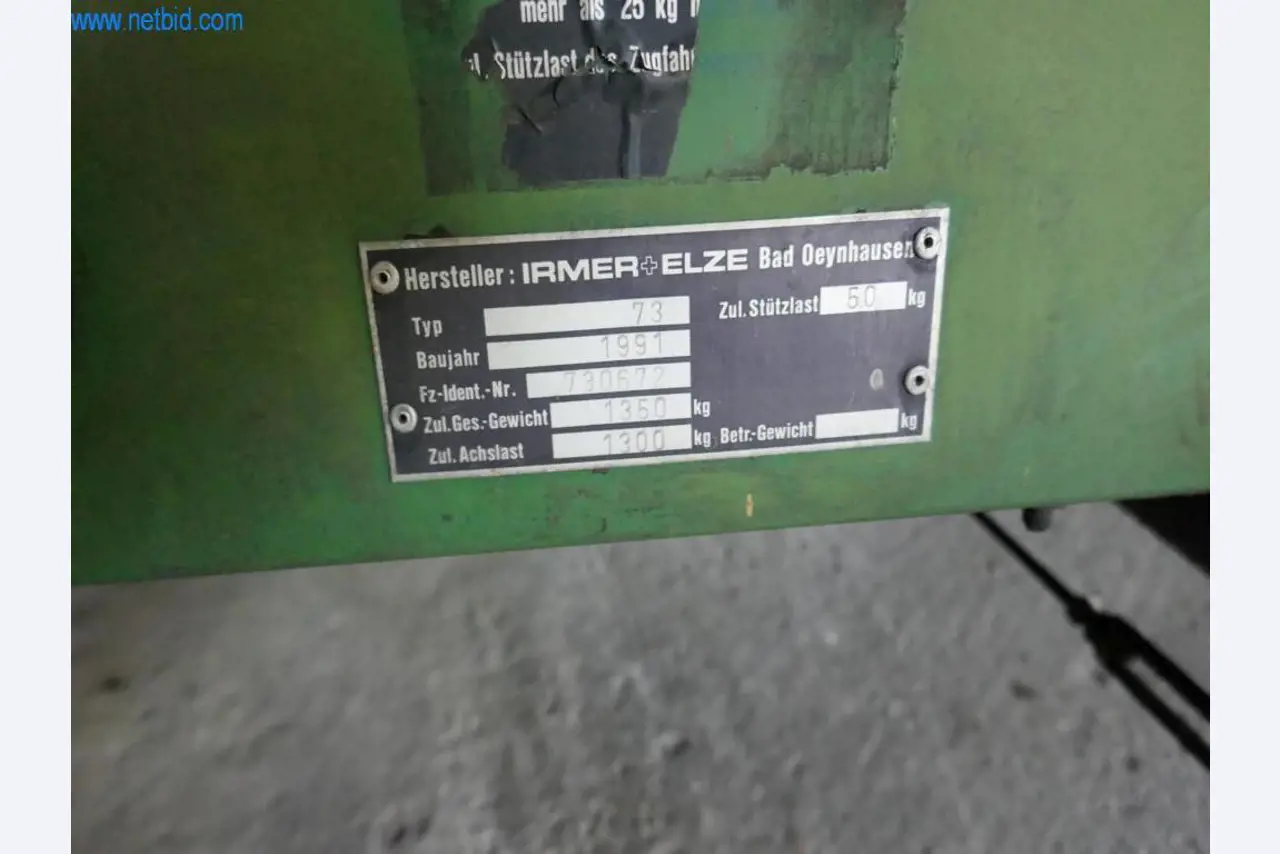 www.netbid.com
mehr als 25 kg
Stützlast des Zugfah
Hersteller: IRMER+ELZE Bad Oeynhausen
Typ 73 Zul. Stützlast 50 kg
Baujahr 1991
Fz-Ident.-Nr. 730672
Zul. Ges.-Gewicht 1350 kg
Zul. Achslast 1300 kg Betr.-Gewicht kg